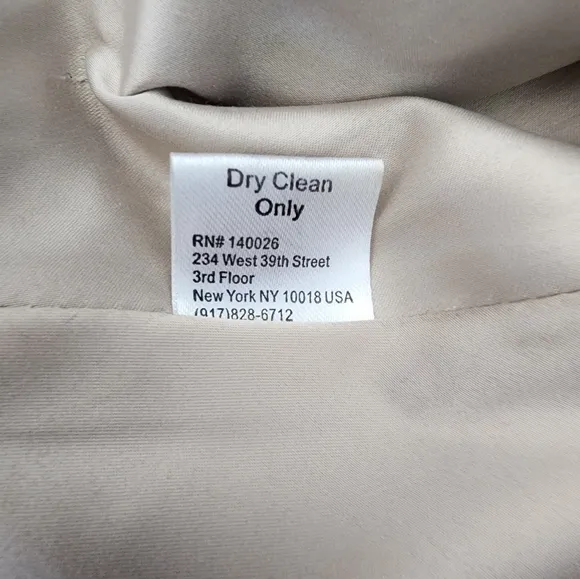 Dry Clean
Only
RN# 140026
234 West 39th Street
3rd Floor
New York NY 10018 USA
(917)828-6712